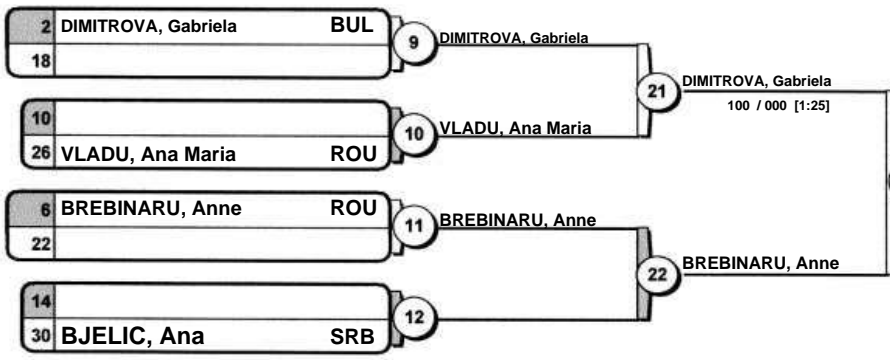 2 DIMITROVA, Gabriela BUL
18
9 DIMITROVA, Gabriela
10
26 VLADU, Ana Maria ROU
10 VLADU, Ana Maria
21 DIMITROVA, Gabriela
100 / 000 [1:25]
6 BREBINARU, Anne ROU
22
11 BREBINARU, Anne
14
30 BJELIC, Ana SRB
12
22 BREBINARU, Anne